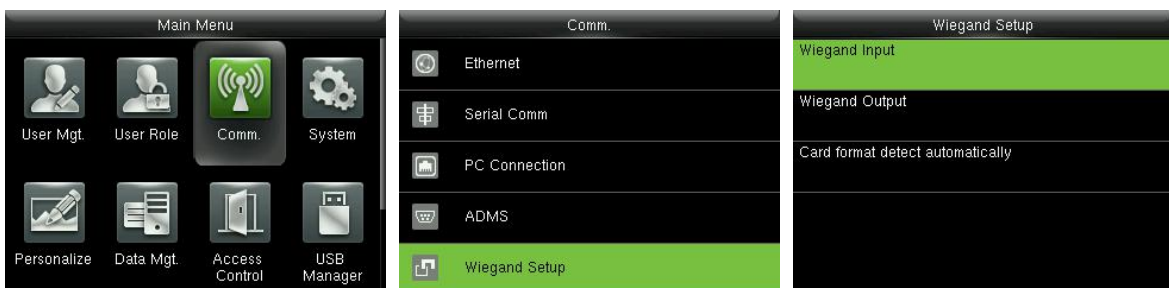 Main Menu
User Mgt.
User Role
Comm.
System
Personalize
Data Mgt.
Access
Control
USB
Manager
Comm.
Ethernet
Serial Comm
PC Connection
ADMS
Wiegand Setup
Wiegand Setup
Wiegand Input
Wiegand Output
Card format detect automatically